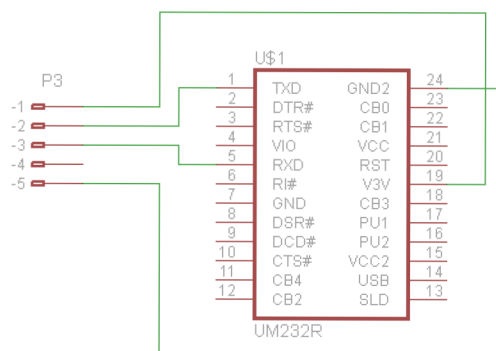 U$1
P3
-1
-2
-3
-4
-5
1 TXD GND2 24
2 DTR# CB0 23
3 RTS# CB1 22
4 VIO VCC 21
5 RXD RST 20
6 RI# V3V 19
7 GND CB3 18
8 DSR# PU1 17
9 DCD# PU2 16
10 CTS# VCC2 15
11 CB4 USB 14
12 CB2 SLD 13
UM232R